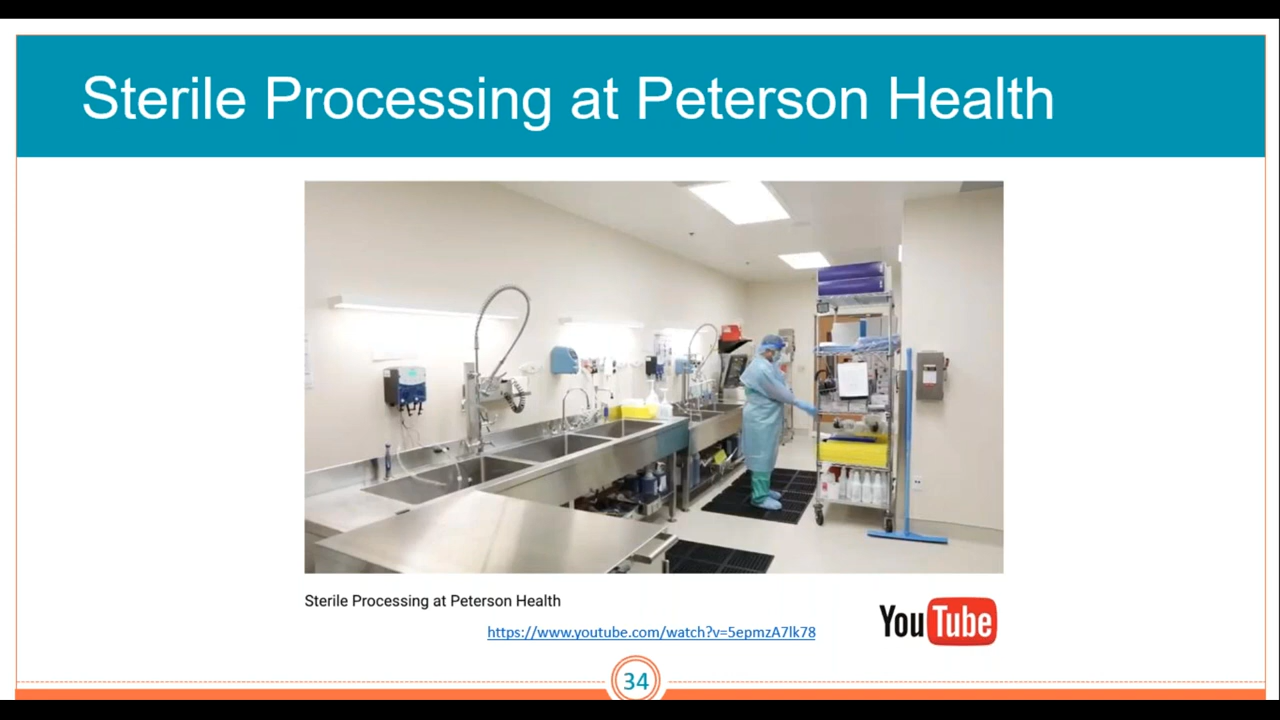 Sterile Processing at Peterson Health
Sterile Processing at Peterson Health
https://www.youtube.com/watch?v=5epmzA7lk78
YouTube
34